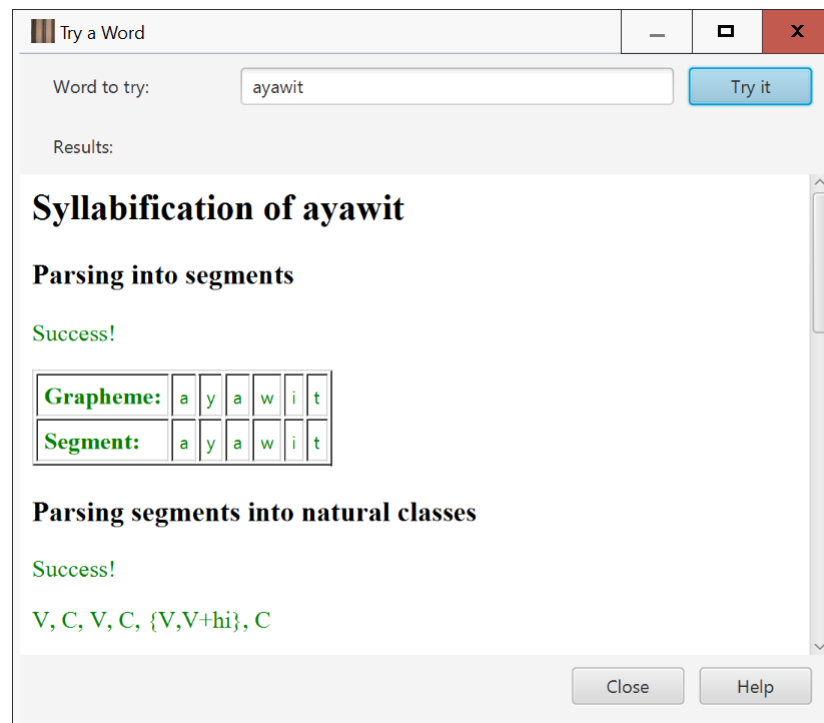 Try a Word
Word to try: ayawit Try it
Results:
Syllabification of ayawit
Parsing into segments
Success!
Grapheme: a y a w i t
Segment: a y a w i t
Parsing segments into natural classes
Success!
V, C, V, C, {V,V+hi}, C
Close Help